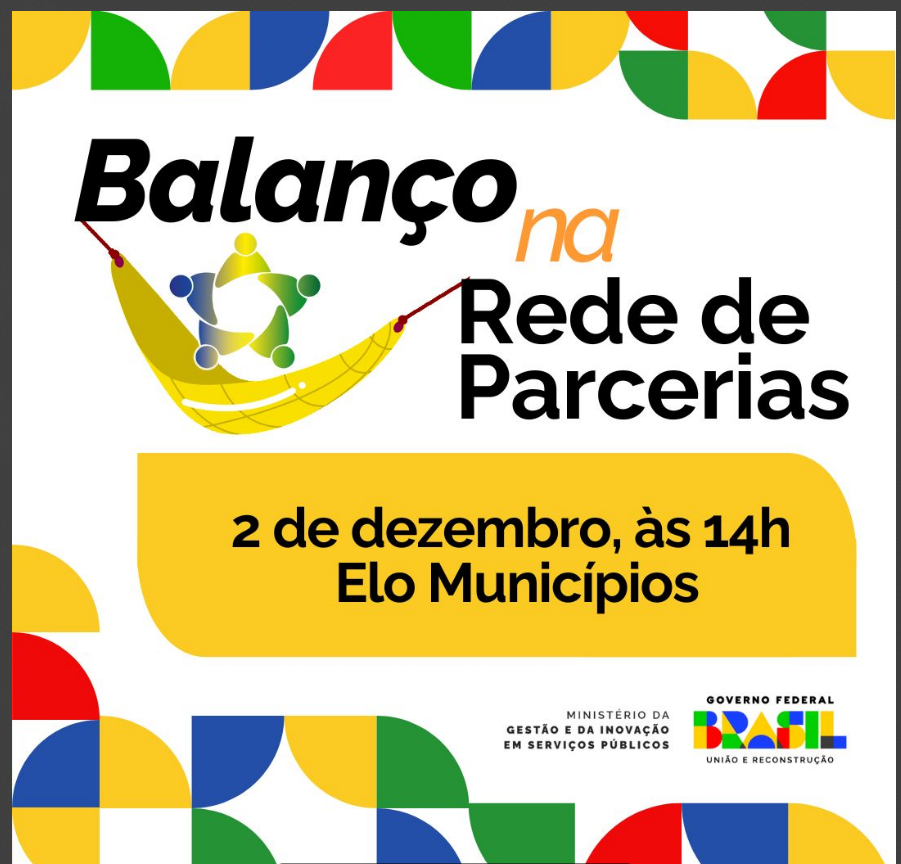 Balanço
na
Rede de
Parcerias
2 de dezembro, às 14h
Elo Municípios
MINISTÉRIO DA
GESTÃO E DA INOVAÇÃO
EM SERVIÇOS PÚBLICOS
GOVERNO FEDERAL
BRASIL
UNIÃO E RECONSTRUÇÃO